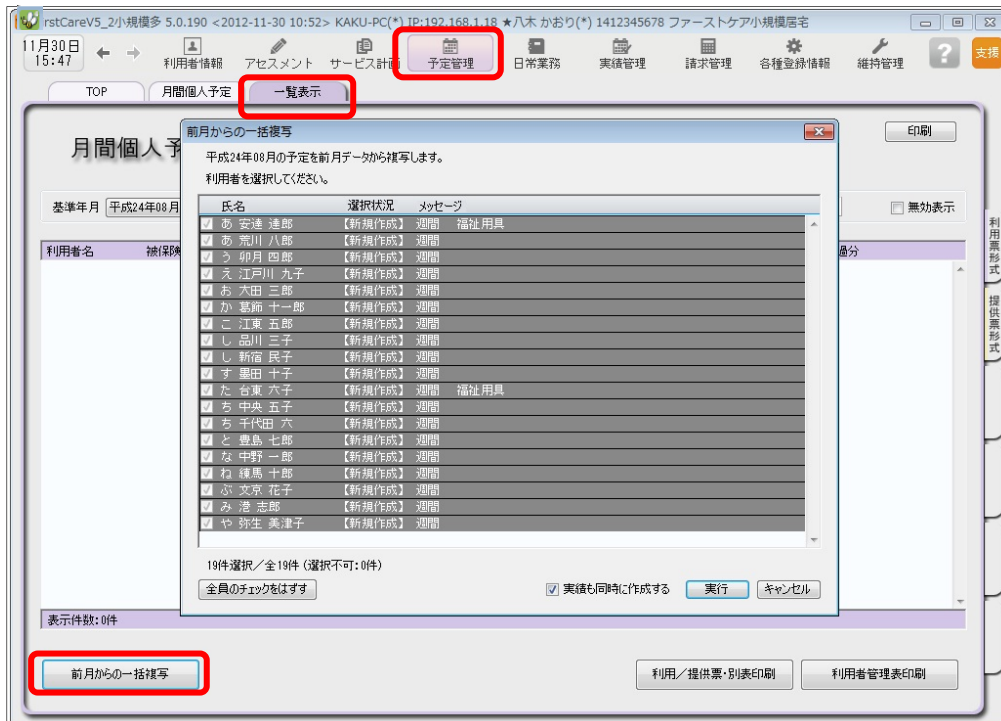 rstCareV5_2小規模多 5.0.190 <2012-11-30 10:52> KAKU-PC(*) IP:192.168.1.18 ★八木 かおり(*) 1412345678 ファーストケア小規模居宅
11月30日
15:47
利用者情報 アセスメント サービス計画 予定管理 日常業務 実績管理 請求管理 各種登録情報 維持管理 ? 支援
TOP 月間個人予定 一覧表示
月間個人予
印刷
前月からの一括複写
平成24年08月の予定を前月データから複写します。
利用者を選択してください。
基準年月 平成24年08月
無効表示
利用者名 被保険
過分
氏名 選択状況 メッセージ
あ 安達 達郎 【新規作成】 週間 福祉用具
あ 荒川 八郎 【新規作成】 週間
う 卯月 四郎 【新規作成】 週間
え 江戸川 九子 【新規作成】 週間
お 大田 三郎 【新規作成】 週間
か 葛飾 十一郎 【新規作成】 週間
こ 江東 五郎 【新規作成】 週間
し 品川 三子 【新規作成】 週間
し 新宿 民子 【新規作成】 週間
す 墨田 十子 【新規作成】 週間
た 台東 六子 【新規作成】 週間 福祉用具
ち 中央 五子 【新規作成】 週間
ち 千代田 六 【新規作成】 週間
と 豊島 七郎 【新規作成】 週間
な 中野 一郎 【新規作成】 週間
ね 練馬 十郎 【新規作成】 週間
ぶ 文京 花子 【新規作成】 週間
み 港 志郎 【新規作成】 週間
や 弥生 美津子 【新規作成】 週間
19件選択／全19件 (選択不可:0件)
全員のチェックをはずす
実績も同時に作成する 実行 キャンセル
利用票形式
提供票形式
表示件数:0件
前月からの一括複写
利用／提供票・別表印刷 利用者管理表印刷